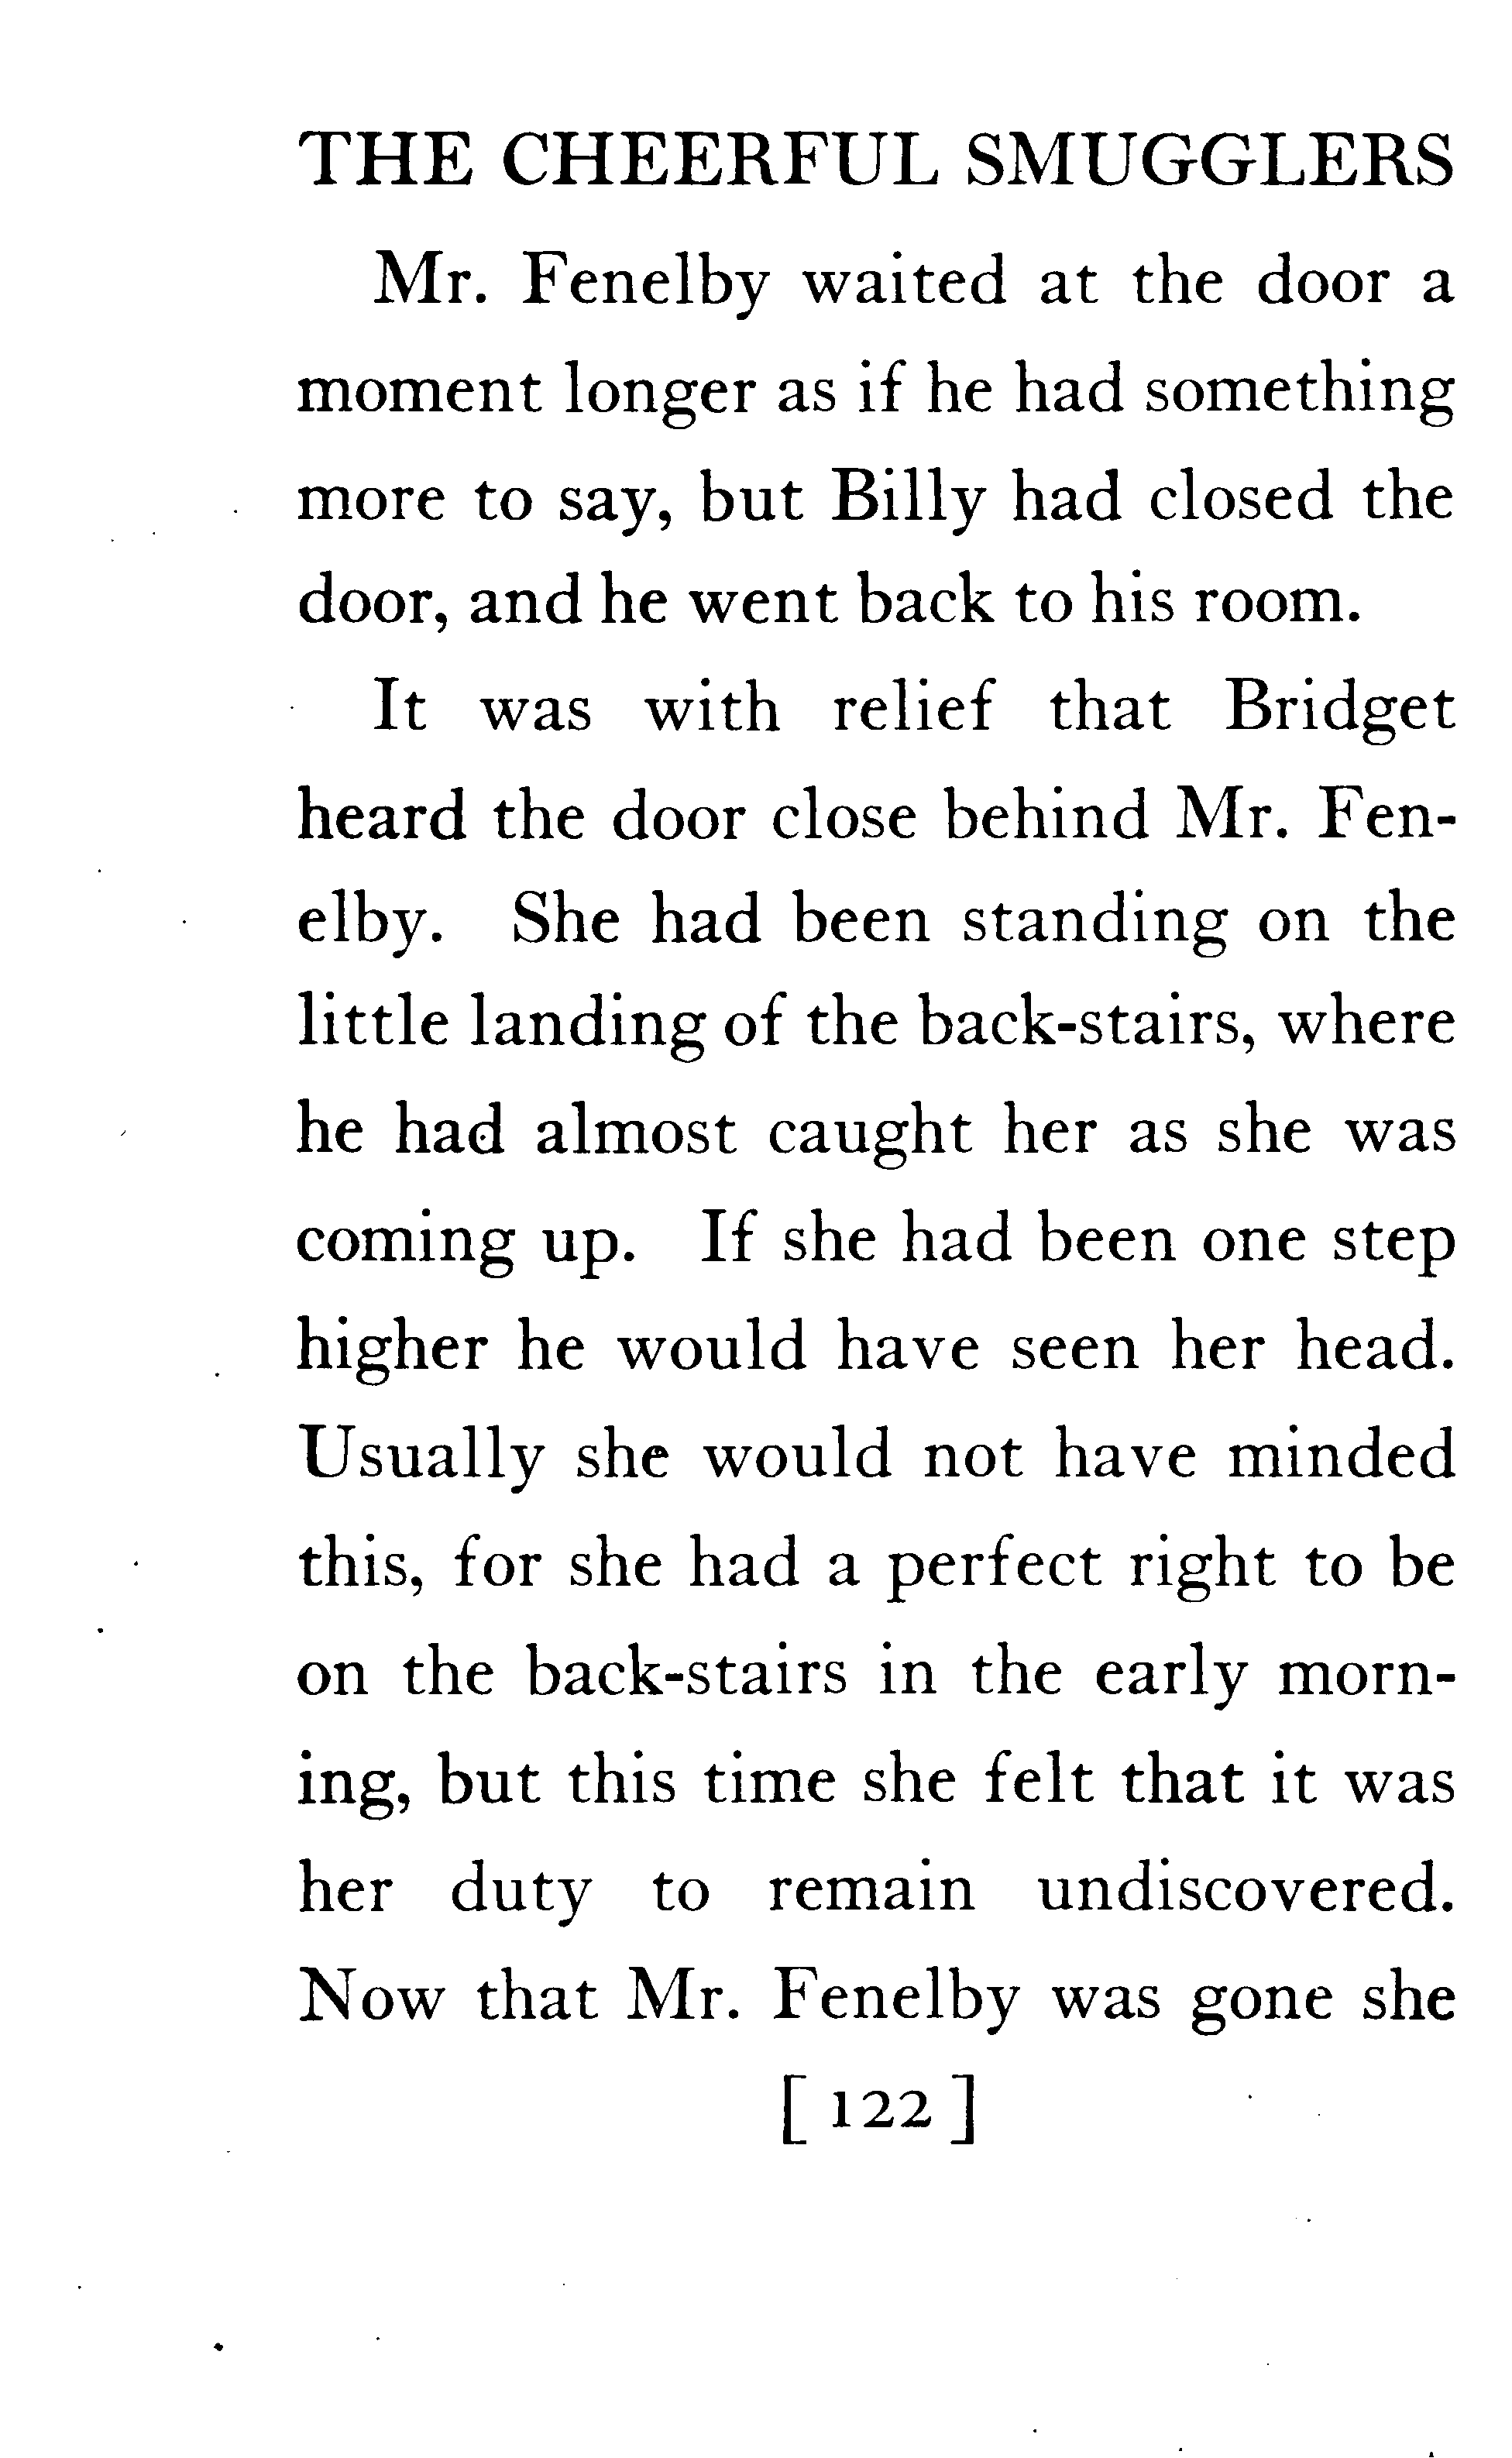 THE CHEERFUL SMUGGLERS
Mr. Fenelby waited at the door a
moment longer as if he had something
more to say, but Billy had closed the
door, and he went back to his room.
It was with relief that Bridget
heard the door close behind Mr. Fen-
elby. She had been standing on the
little landing of the back-stairs, where
he had almost caught her as she was
coming up. If she had been one step
higher he would have seen her head.
Usually she would not have minded
this, for she had a perfect right to be
on the back-stairs in the early morn-
ing, but this time she felt that it was
her duty to remain undiscovered.
Now that Mr. Fenelby was gone she
[ 122 ]